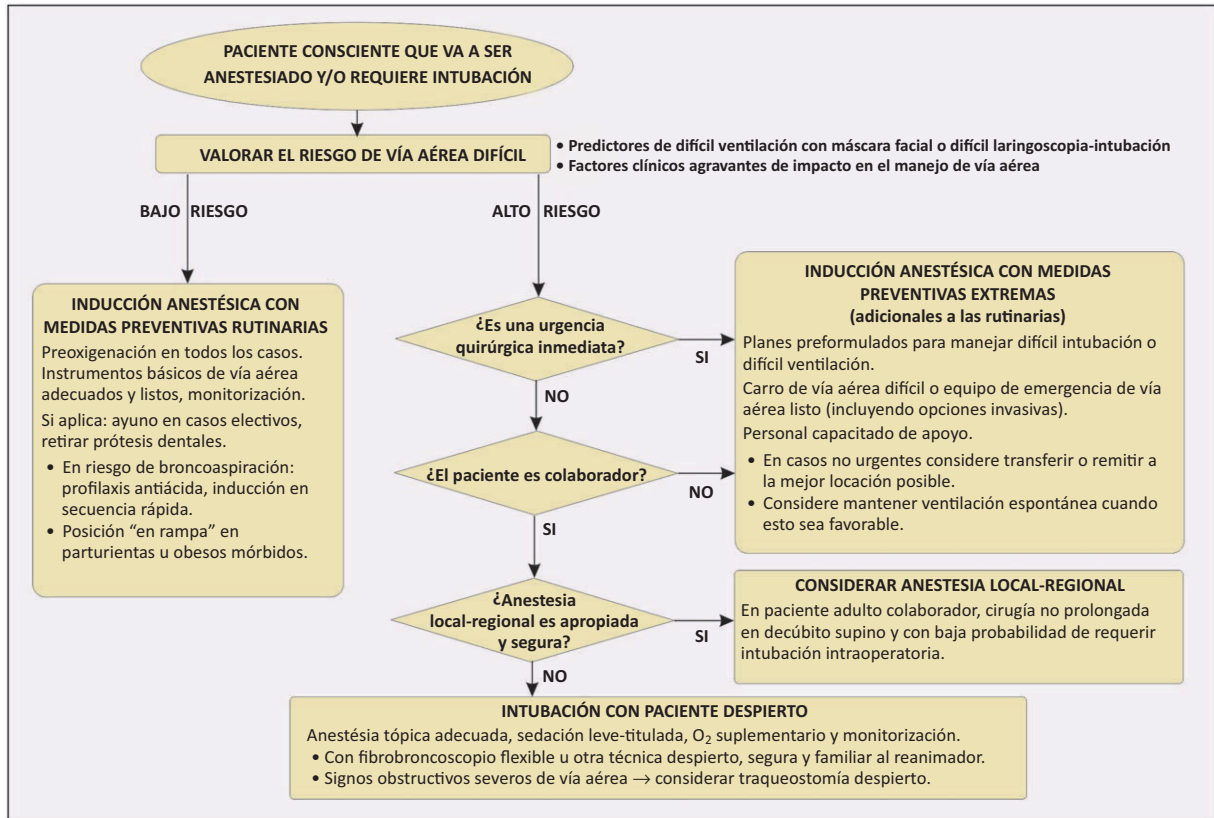 PACIENTE CONSCIENTE QUE VA A SER
ANESTESIADO Y/O REQUIERE INTUBACIÓN
VALORAR EL RIESGO DE VÍA AÉREA DIFÍCIL
• Predictores de difícil ventilación con máscara facial o difícil laringoscopia-intubación
• Factores clínicos agravantes de impacto en el manejo de vía aérea
BAJO RIESGO
ALTO RIESGO
INDUCCIÓN ANESTÉSICA CON
MEDIDAS PREVENTIVAS RUTINARIAS
Preoxigenación en todos los casos.
Instrumentos básicos de vía aérea
adecuados y listos, monitorización.
Si aplica: ayuno en casos electivos,
retirar prótesis dentales.
• En riesgo de broncoaspiración:
profilaxis antiácida, inducción en
secuencia rápida.
• Posición “en rampa” en
parturientas u obesos mórbidos.
¿Es una urgencia
quirúrgica inmediata?
SI
NO
INDUCCIÓN ANESTÉSICA CON MEDIDAS
PREVENTIVAS EXTREMAS
(adicionales a las rutinarias)
Planes preformulados para manejar difícil intubación o
difícil ventilación.
Carro de vía aérea difícil o equipo de emergencia de vía
aérea listo (incluyendo opciones invasivas).
Personal capacitado de apoyo.
• En casos no urgentes considere transferir o remitir a
la mejor locación posible.
• Considere mantener ventilación espontánea cuando
esto sea favorable.
¿El paciente es colaborador?
NO
SI
¿Anestesia
local-regional es apropiada
y segura?
SI
NO
CONSIDERAR ANESTESIA LOCAL-REGIONAL
En paciente adulto colaborador, cirugía no prolongada
en decúbito supino y con baja probabilidad de requerir
intubación intraoperatoria.
INTUBACIÓN CON PACIENTE DESPIERTO
Anestésia tópica adecuada, sedación leve-titulada, O₂ suplementario y monitorización.
• Con fibrobroncoscopio flexible u otra técnica despierto, segura y familiar al reanimador.
• Signos obstructivos severos de vía aérea → considerar traqueostomía despierto.